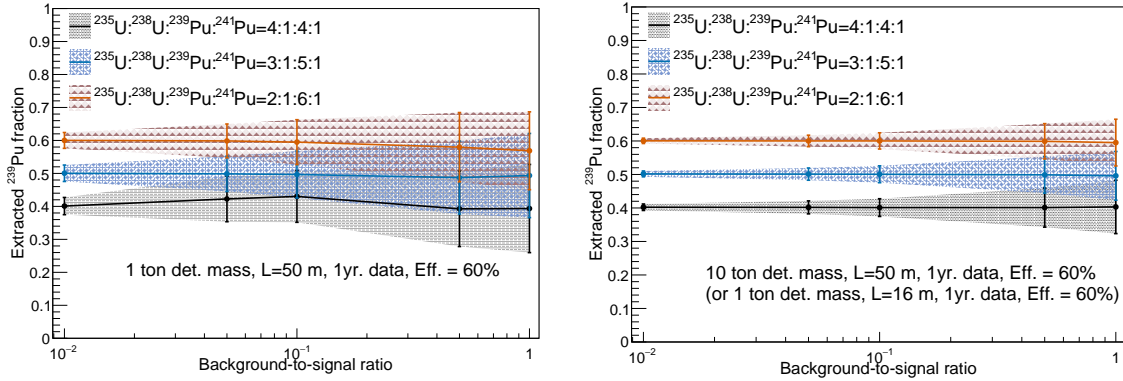 1
0.9
0.8
0.7
0.6
0.5
0.4
0.3
0.2
0.1
0
Extracted ²³⁹Pu fraction
²³⁵U:²³⁸U:²³⁹Pu:²⁴¹Pu=4:1:4:1
²³⁵U:²³⁸U:²³⁹Pu:²⁴¹Pu=3:1:5:1
²³⁵U:²³⁸U:²³⁹Pu:²⁴¹Pu=2:1:6:1
1 ton det. mass, L=50 m, 1yr. data, Eff. = 60%
10⁻² 10⁻¹ 1
Background-to-signal ratio
1
0.9
0.8
0.7
0.6
0.5
0.4
0.3
0.2
0.1
0
Extracted ²³⁹Pu fraction
²³⁵U:²³⁸U:²³⁹Pu:²⁴¹Pu=4:1:4:1
²³⁵U:²³⁸U:²³⁹Pu:²⁴¹Pu=3:1:5:1
²³⁵U:²³⁸U:²³⁹Pu:²⁴¹Pu=2:1:6:1
10 ton det. mass, L=50 m, 1yr. data, Eff. = 60%
(or 1 ton det. mass, L=16 m, 1yr. data, Eff. = 60%)
10⁻² 10⁻¹ 1
Background-to-signal ratio